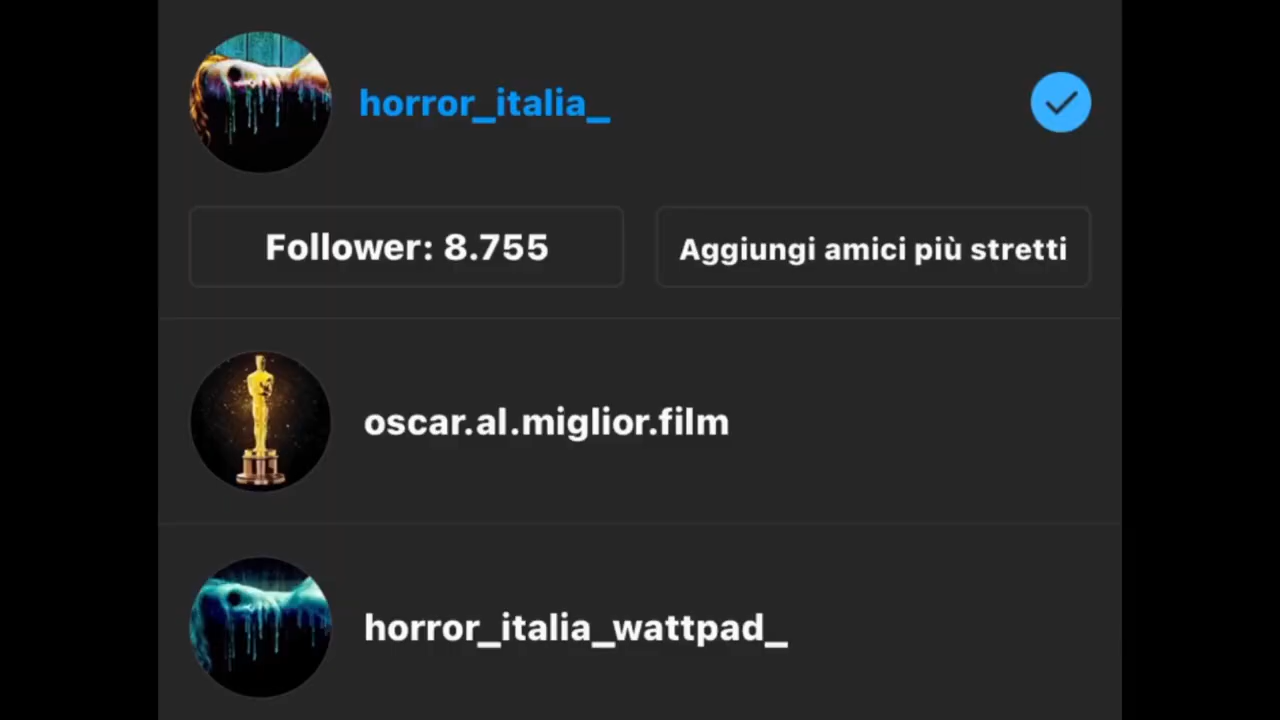 horror_italia_
Follower: 8.755
Aggiungi amici più stretti
oscar.al.miglior.film
horror_italia_wattpad_